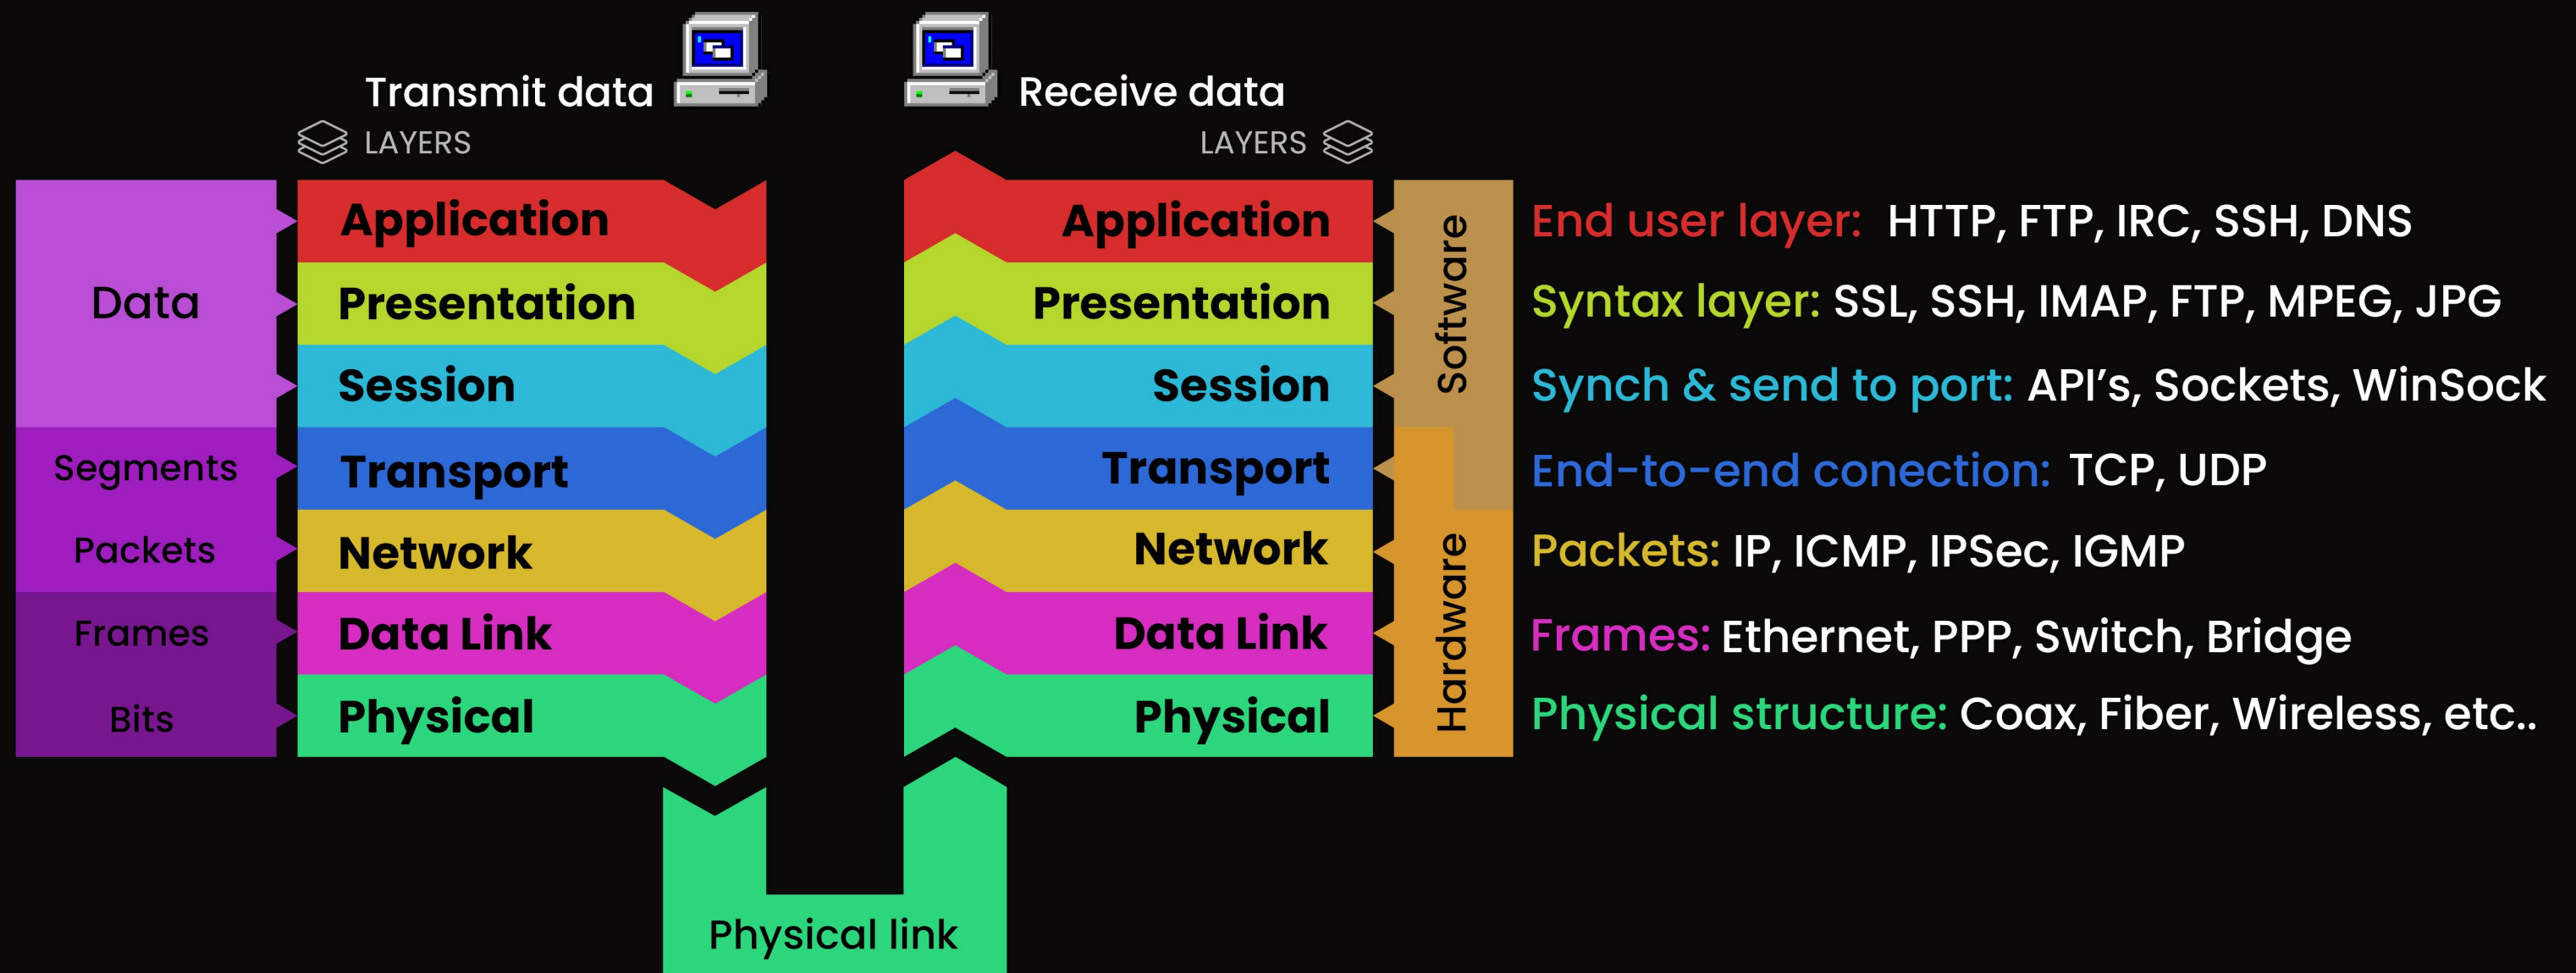 Transmit data
Receive data
LAYERS
LAYERS
Data
Segments
Packets
Frames
Bits
Application
Presentation
Session
Transport
Network
Data Link
Physical
Application
Presentation
Session
Transport
Network
Data Link
Physical
Software
Hardware
End user layer: HTTP, FTP, IRC, SSH, DNS
Syntax layer: SSL, SSH, IMAP, FTP, MPEG, JPG
Synch & send to port: API’s, Sockets, WinSock
End-to-end conection: TCP, UDP
Packets: IP, ICMP, IPSec, IGMP
Frames: Ethernet, PPP, Switch, Bridge
Physical structure: Coax, Fiber, Wireless, etc..
Physical link